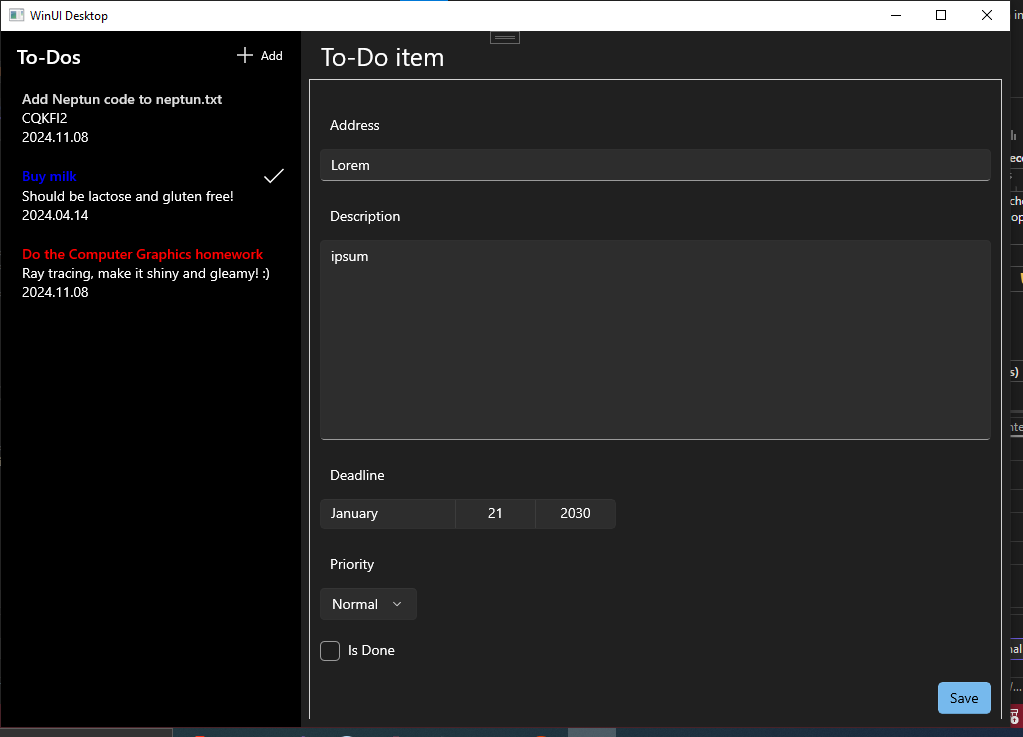 WinUI Desktop
To-Dos
Add
Add Neptun code to neptun.txt
CQKFI2
2024.11.08
Buy milk
Should be lactose and gluten free!
2024.04.14
Do the Computer Graphics homework
Ray tracing, make it shiny and gleamy! :)
2024.11.08
To-Do item
Address
Lorem
Description
ipsum
Deadline
January 21 2030
Priority
Normal
Is Done
Save